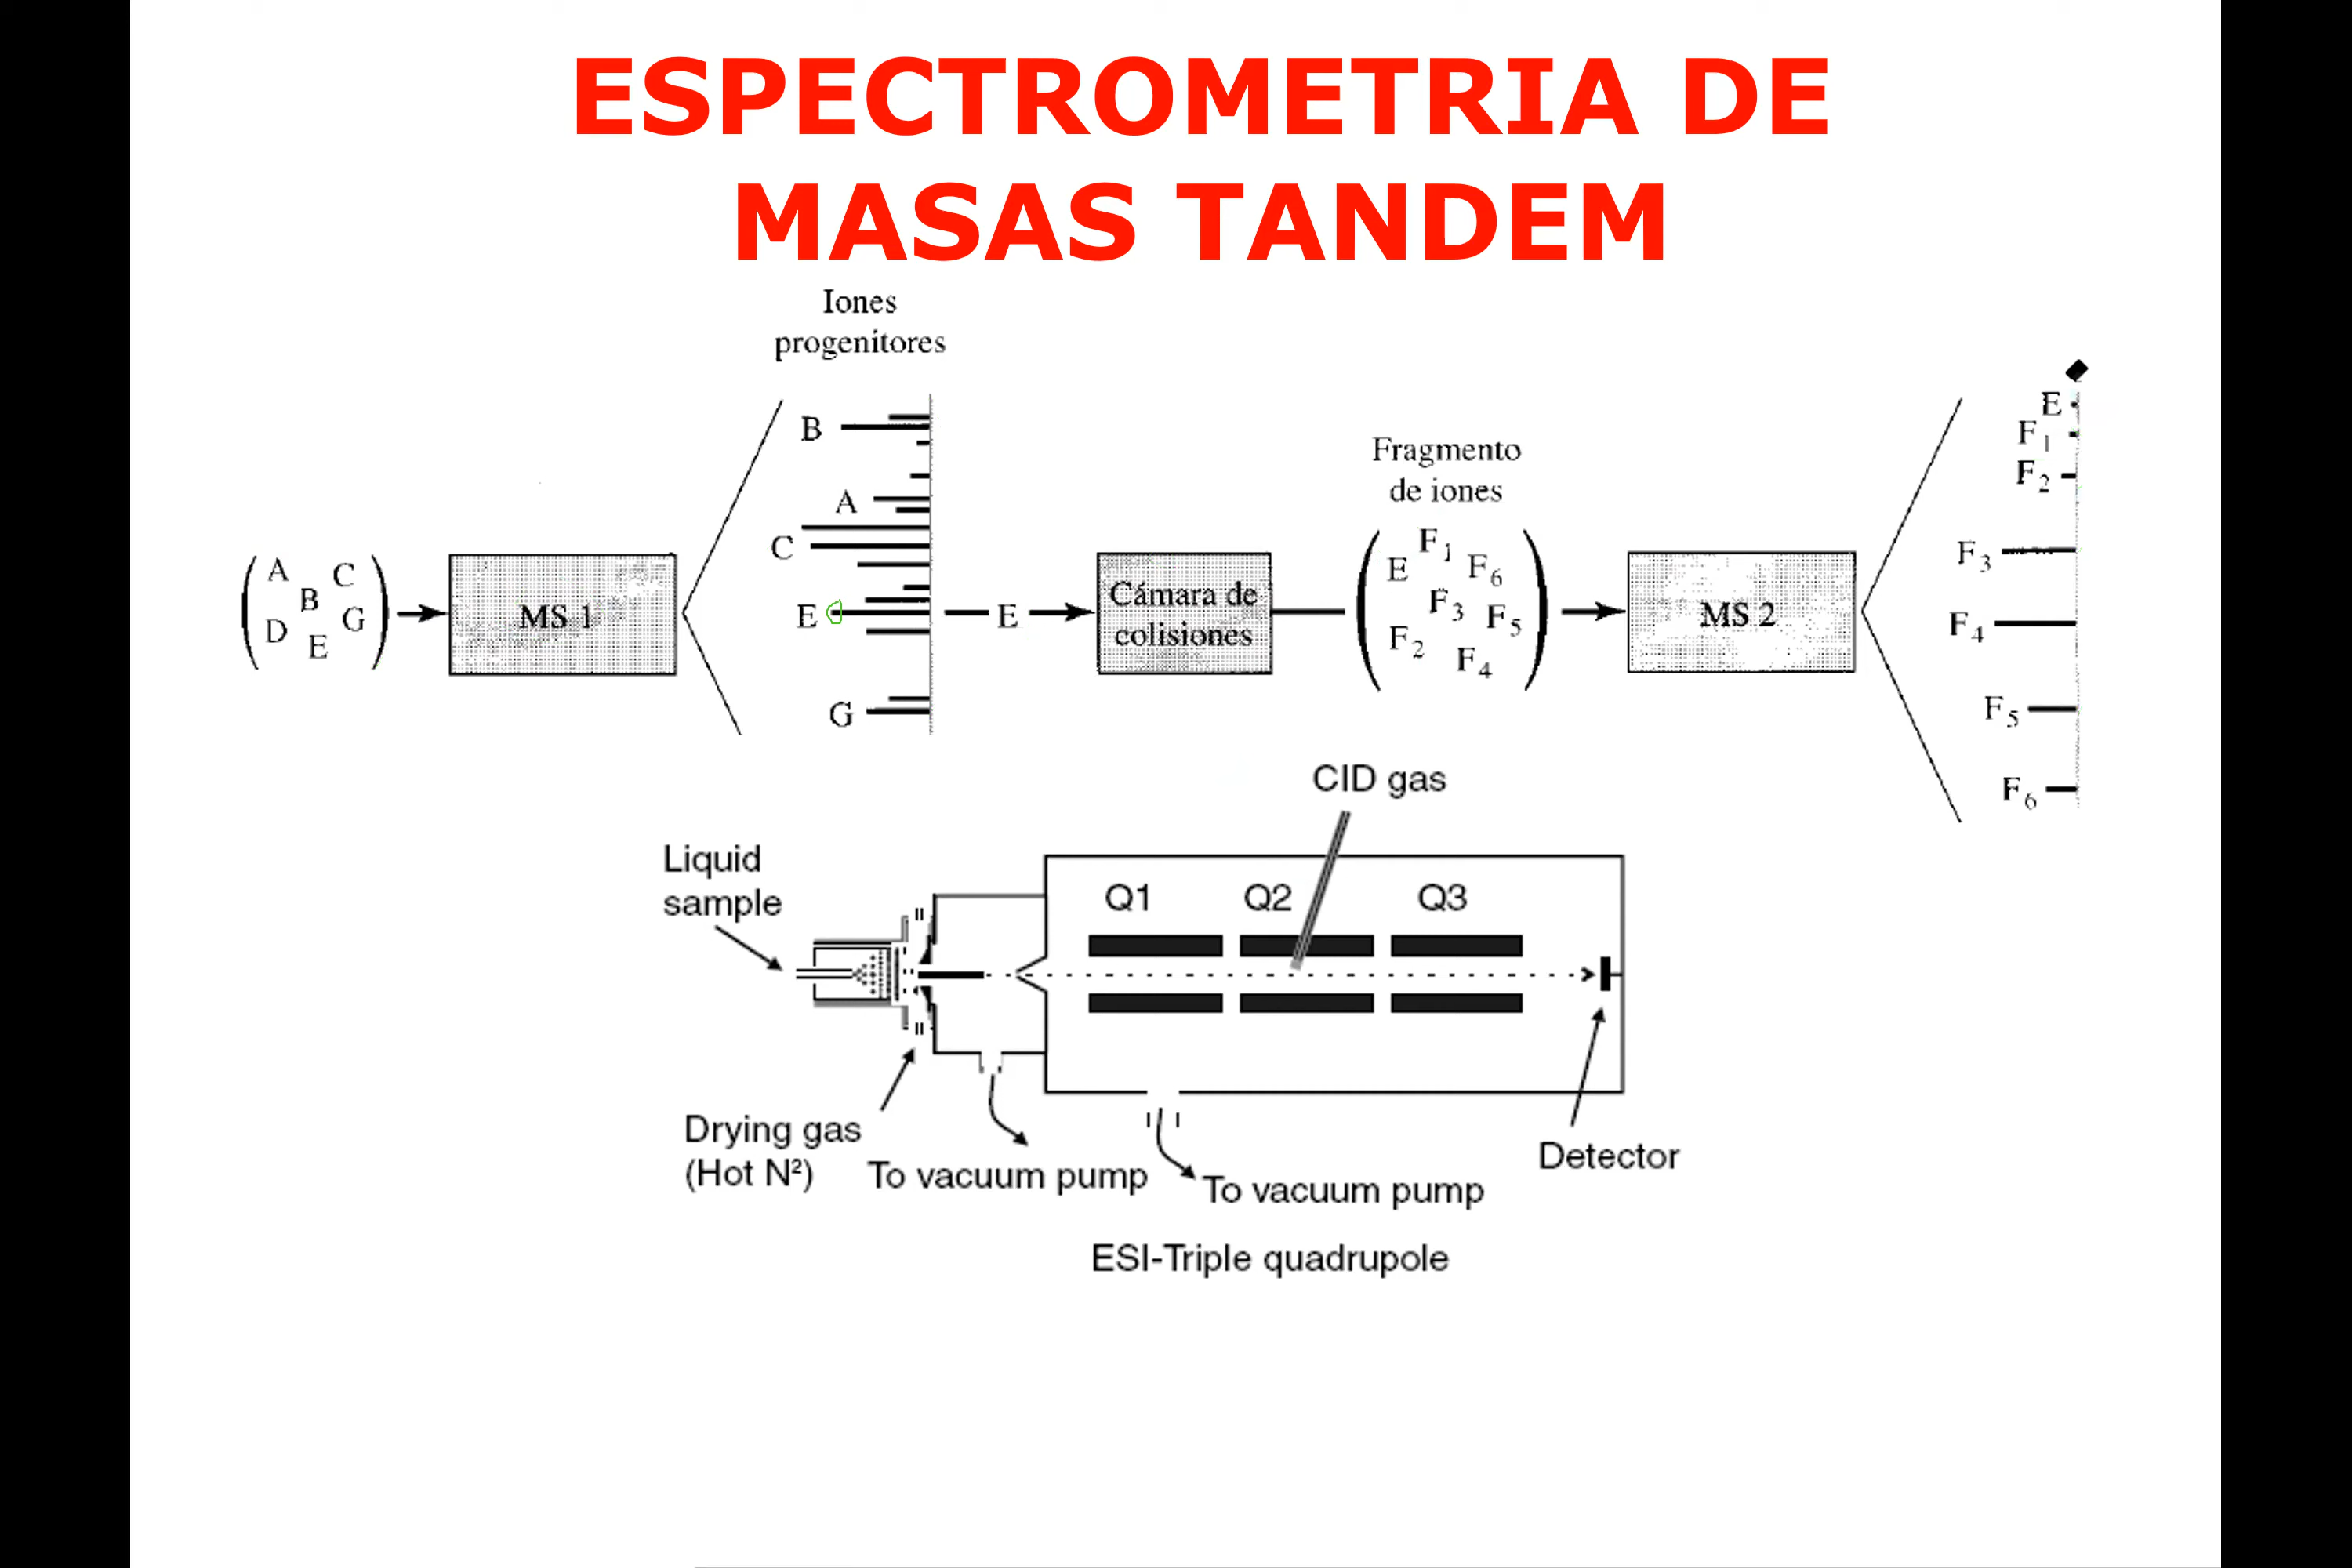 ESPECTROMETRIA DE
MASAS TANDEM
Iones
progenitores
B
A
C
E
G
A
C
B
G
D
E
MS 1
E
Cámara de
colisiones
Fragmento
de iones
F1
E
F6
F3
F5
F2
F4
MS 2
E
F1
F2
F3
F4
F5
F6
CID gas
Liquid
sample
Q1 Q2 Q3
Drying gas
(Hot N²)
To vacuum pump
To vacuum pump
Detector
ESI-Triple quadrupole